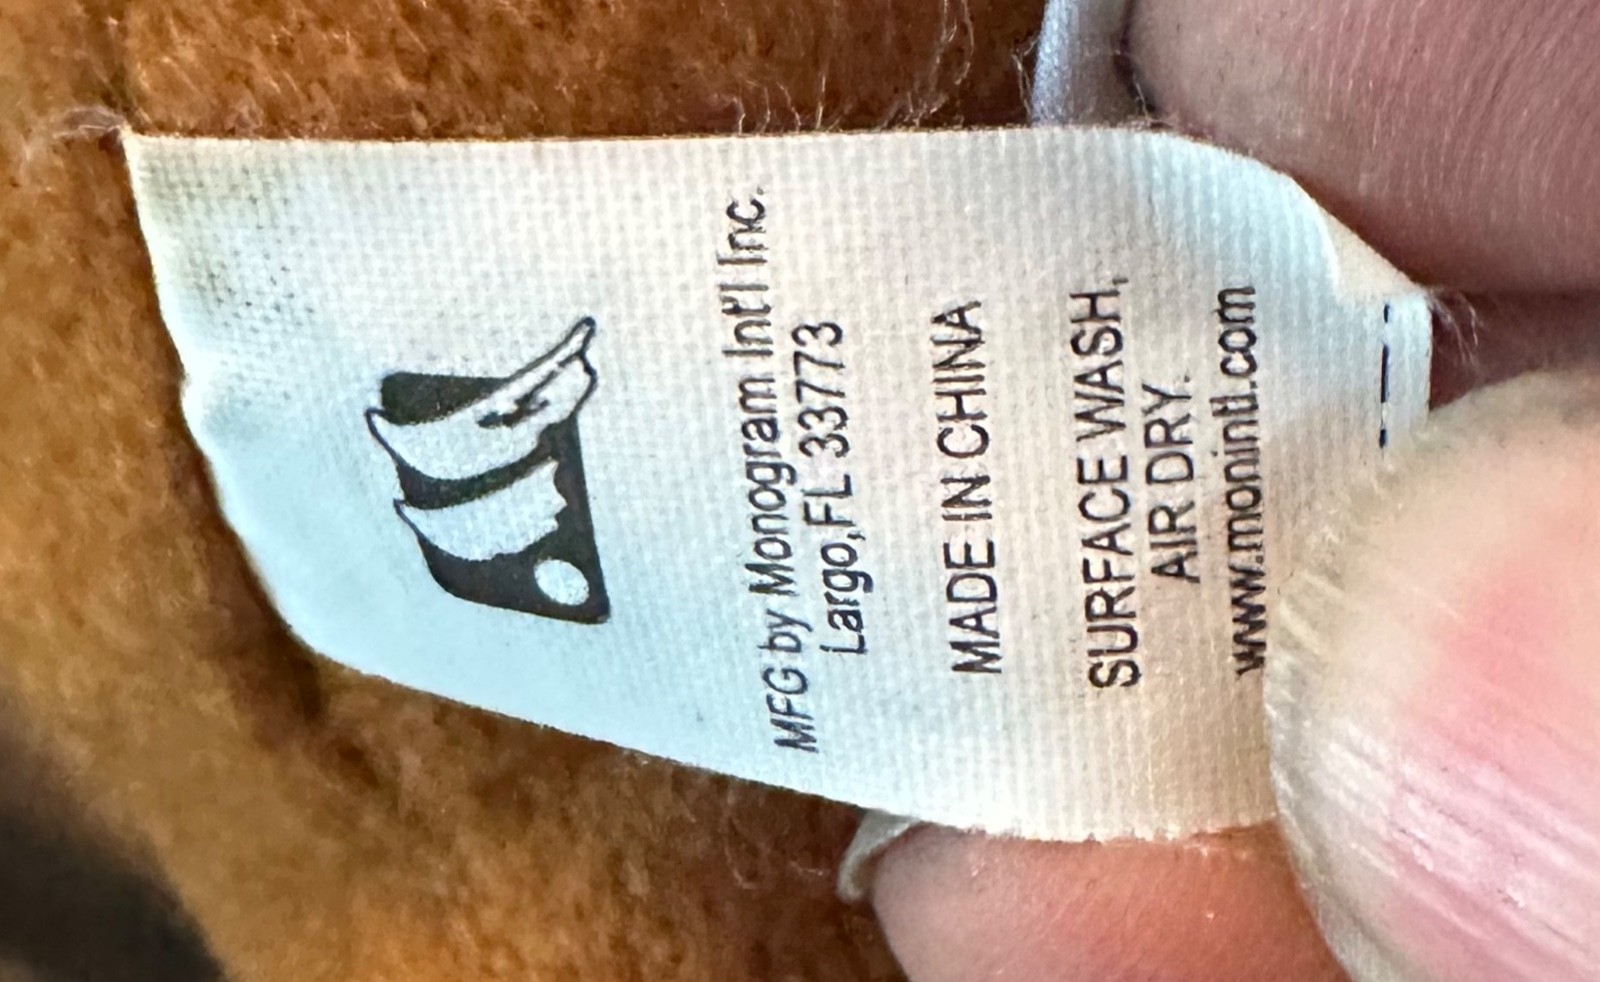 MFG by Monogram Int'l Inc.
Largo,FL 33773
MADE IN CHINA
SURFACE WASH,
AIR DRY.
www.monintl.com